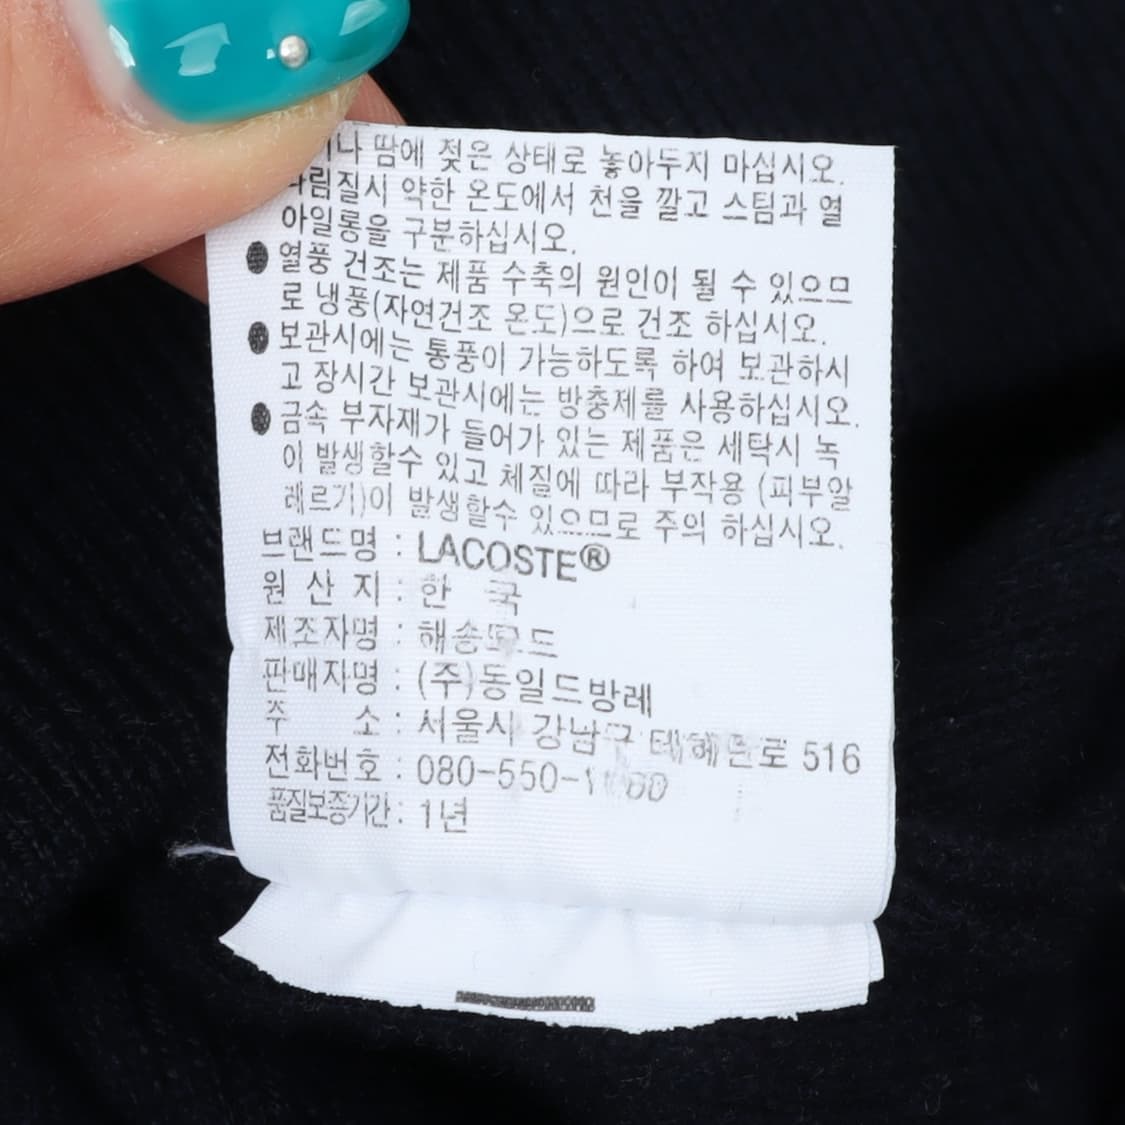 땀에 젖은 상태로 놓아두지 마십시오.
약한 온도에서 천을 깔고 스팀과 열
아일롱을 구분하십시오.
● 열풍 건조는 제품 수축의 원인이 될 수 있으므
로 냉풍(자연건조 온도)으로 건조 하십시오.
● 보관시에는 통풍이 가능하도록 하여 보관하시
고 장시간 보관시에는 방충제를 사용하십시오.
● 금속 부자재가 들어가 있는 제품은 세탁시 녹
이 발생할수 있고 체질에 따라 부작용 (피부알
레르기)이 발생할수 있으므로 주의 하십시오.
브랜드명 : LACOSTE®
원 산 지 : 한 국
제조자명 :
판매자명 : (주)동일드방레
주 소 : 서울시 강남구 테헤란로 516
전화번호 :
품질보증기간 : 1년